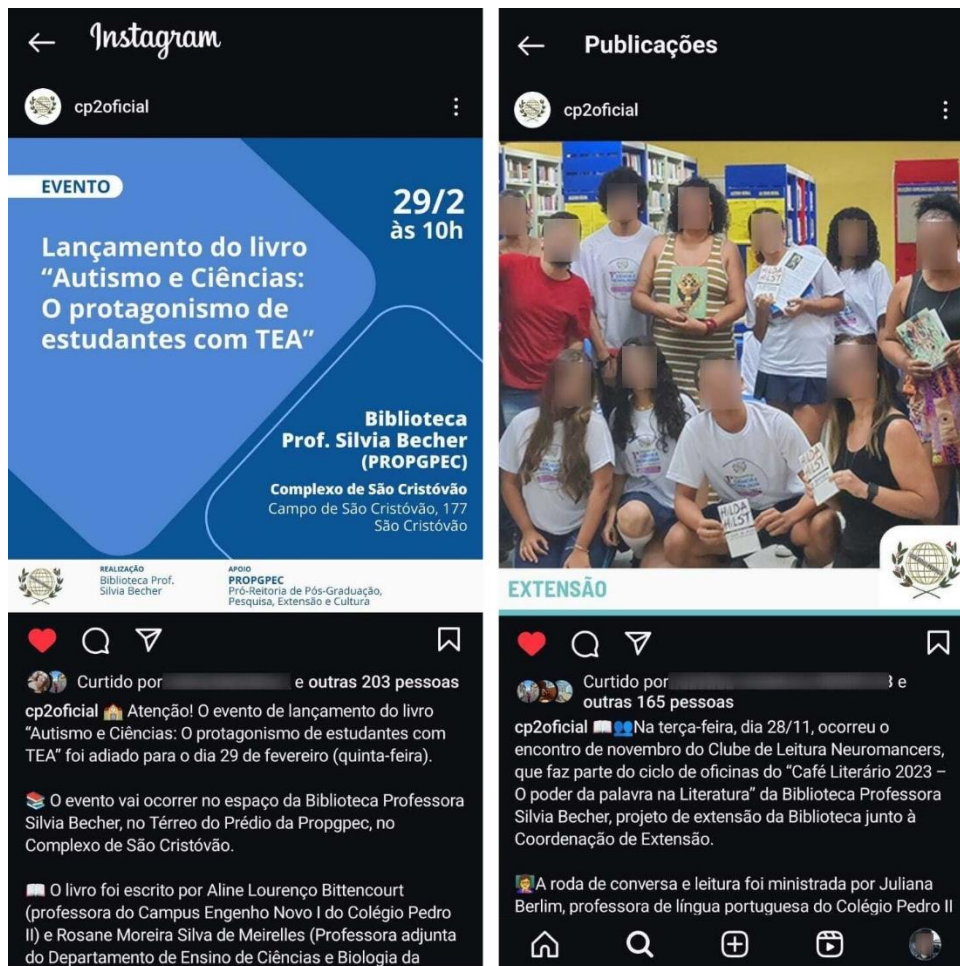 Instagram
cp2oficial
EVENTO
29/2
às 10h
Lançamento do livro
“Autismo e Ciências:
O protagonismo de
estudantes com TEA”
Biblioteca
Prof. Silvia Becher
(PROPGPEC)
Complexo de São Cristóvão
Campo de São Cristóvão, 177
São Cristóvão
REALIZAÇÃO
Biblioteca Prof.
Silvia Becher
APOIO
PROPGPEC
Pró-Reitoria de Pós-Graduação,
Pesquisa, Extensão e Cultura
Curtido por
e outras 203 pessoas
cp2oficial 🏫 Atenção! O evento de lançamento do livro
“Autismo e Ciências: O protagonismo de estudantes com
TEA” foi adiado para o dia 29 de fevereiro (quinta-feira).
📚 O evento vai ocorrer no espaço da Biblioteca Professora
Silvia Becher, no Térreo do Prédio da Propgpec, no
Complexo de São Cristóvão.
📖 O livro foi escrito por Aline Lourenço Bittencourt
(professora do Campus Engenho Novo I do Colégio Pedro
II) e Rosane Moreira Silva de Meirelles (Professora adjunta
do Departamento de Ensino de Ciências e Biologia da
Publicações
cp2oficial
HILDA
HILST
HILDA
HILST
HILDA
HILST
EXTENSÃO
Curtido por
3 e
outras 165 pessoas
cp2oficial 📖👥Na terça-feira, dia 28/11, ocorreu o
encontro de novembro do Clube de Leitura Neuromancers,
que faz parte do ciclo de oficinas do “Café Literário 2023 –
O poder da palavra na Literatura” da Biblioteca Professora
Silvia Becher, projeto de extensão da Biblioteca junto à
Coordenação de Extensão.
👩‍🏫A roda de conversa e leitura foi ministrada por Juliana
Berlim, professora de língua portuguesa do Colégio Pedro II